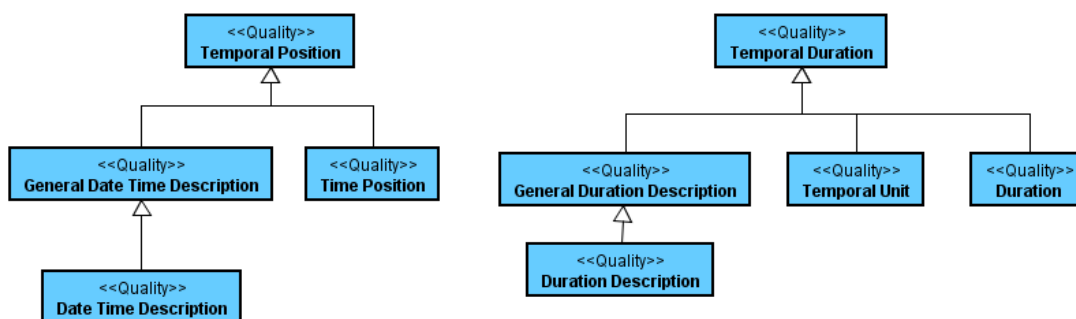 <<Quality>>
Temporal Position
<<Quality>>
Temporal Duration
<<Quality>>
General Date Time Description
<<Quality>>
Time Position
<<Quality>>
General Duration Description
<<Quality>>
Temporal Unit
<<Quality>>
Duration
<<Quality>>
Date Time Description
<<Quality>>
Duration Description